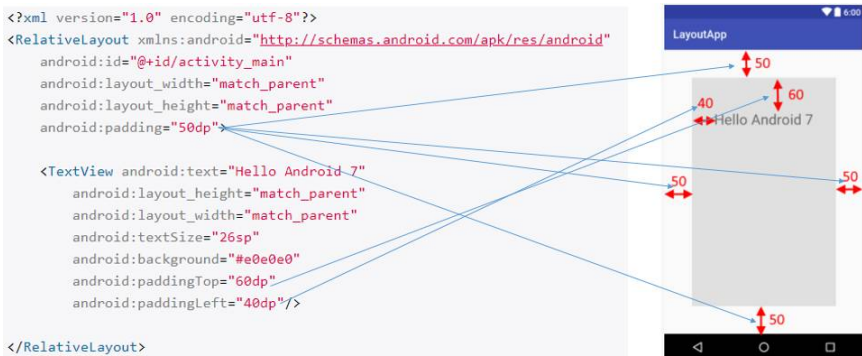 <?xml version="1.0" encoding="utf-8"?>
<RelativeLayout xmlns:android="http://schemas.android.com/apk/res/android"
    android:id="@+id/activity_main"
    android:layout_width="match_parent"
    android:layout_height="match_parent"
    android:padding="50dp">
    <TextView android:text="Hello Android 7"
        android:layout_height="match_parent"
        android:layout_width="match_parent"
        android:textSize="26sp"
        android:background="#e0e0e0"
        android:paddingTop="60dp"
        android:paddingLeft="40dp"/>
</RelativeLayout>
6:00
LayoutApp
50
60
40
Hello Android 7
50
50
50